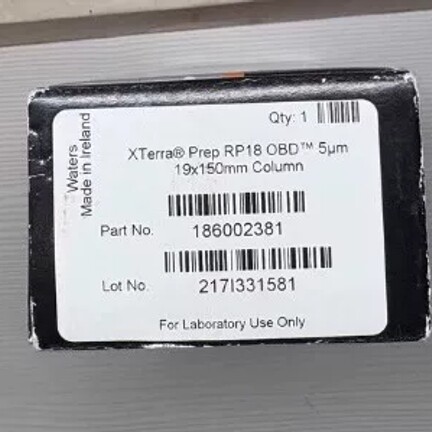 Waters
Made in Ireland
Qty: 1
XTerra® Prep RP18 OBD™ 5µm
19x150mm Column
Part No. 186002381
Lot No. 217I331581
For Laboratory Use Only